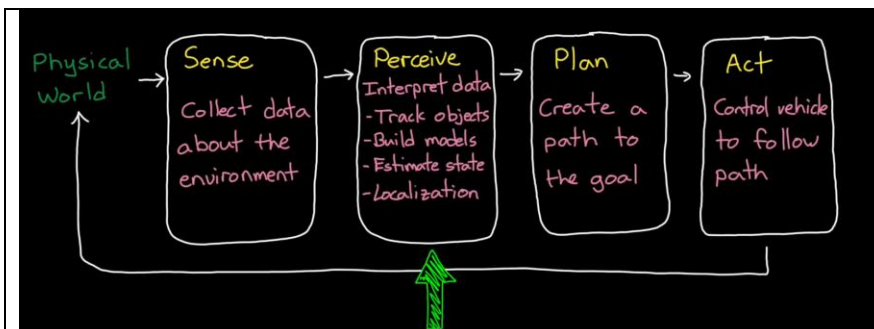 Physical
World
Sense
Collect data
about the
environment
Perceive
Interpret data
-Track objects
-Build models
-Estimate state
-Localization
Plan
Create a
path to
the goal
Act
Control vehicle
to follow
path